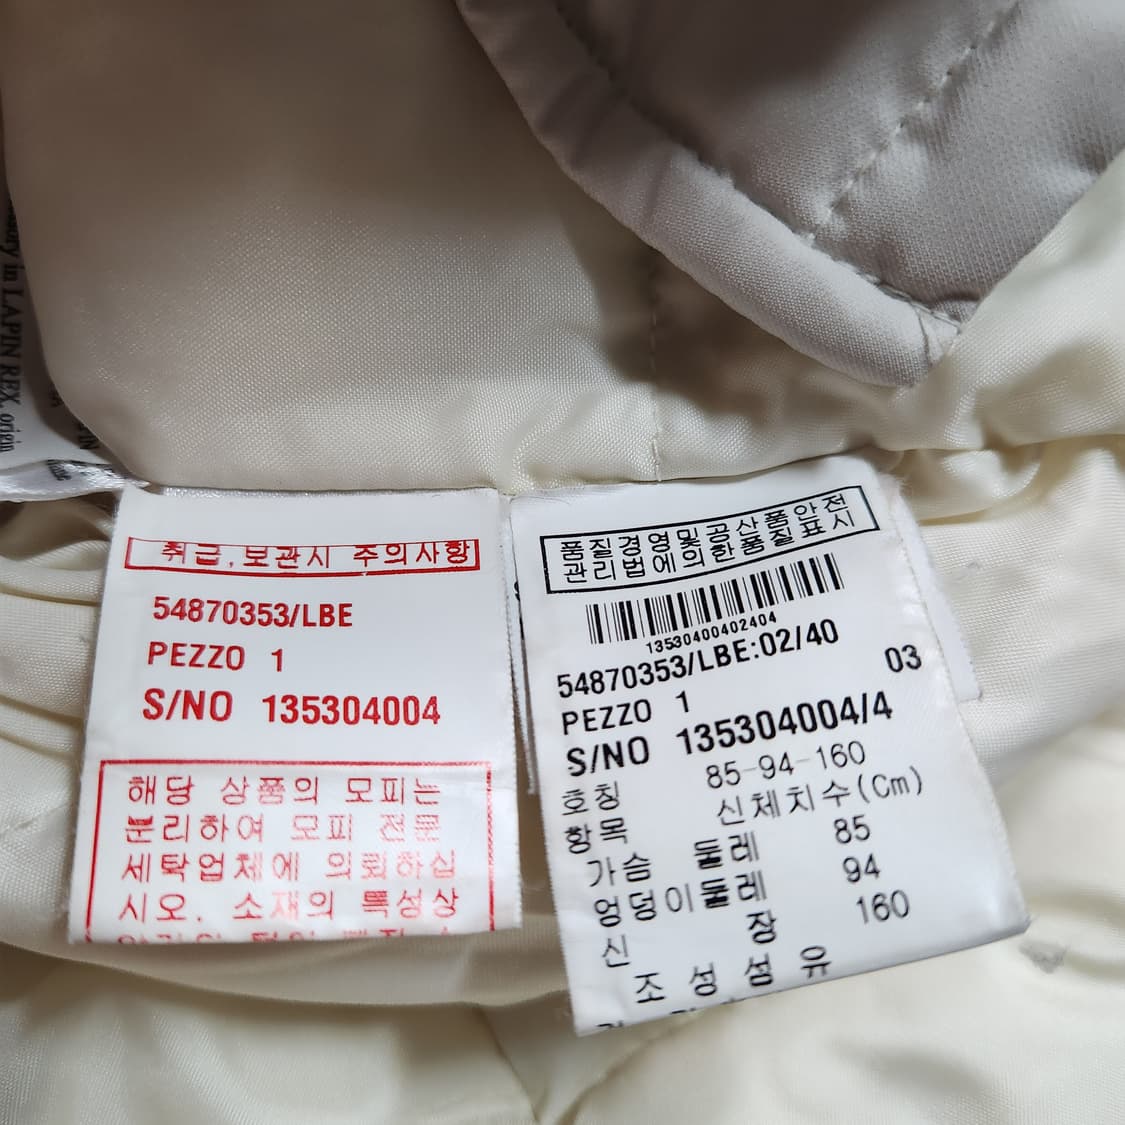 LAPIN REX, origin
취급,보관시 주의사항
54870353/LBE
PEZZO 1
S/NO 135304004
해당 상품의 모피는
분리하여 모피 전문
세탁업체에 의뢰하십
시오. 소재의 특성상
품질경영및공산품안전
관리법에의한품질표시
13530400402404
54870353/LBE:02/40
PEZZO 1 03
S/NO 135304004/4
호칭 85-94-160
항목 신체치수(Cm)
가슴 둘레 85
엉덩이둘레 94
신 장 160
조 성 섬 유